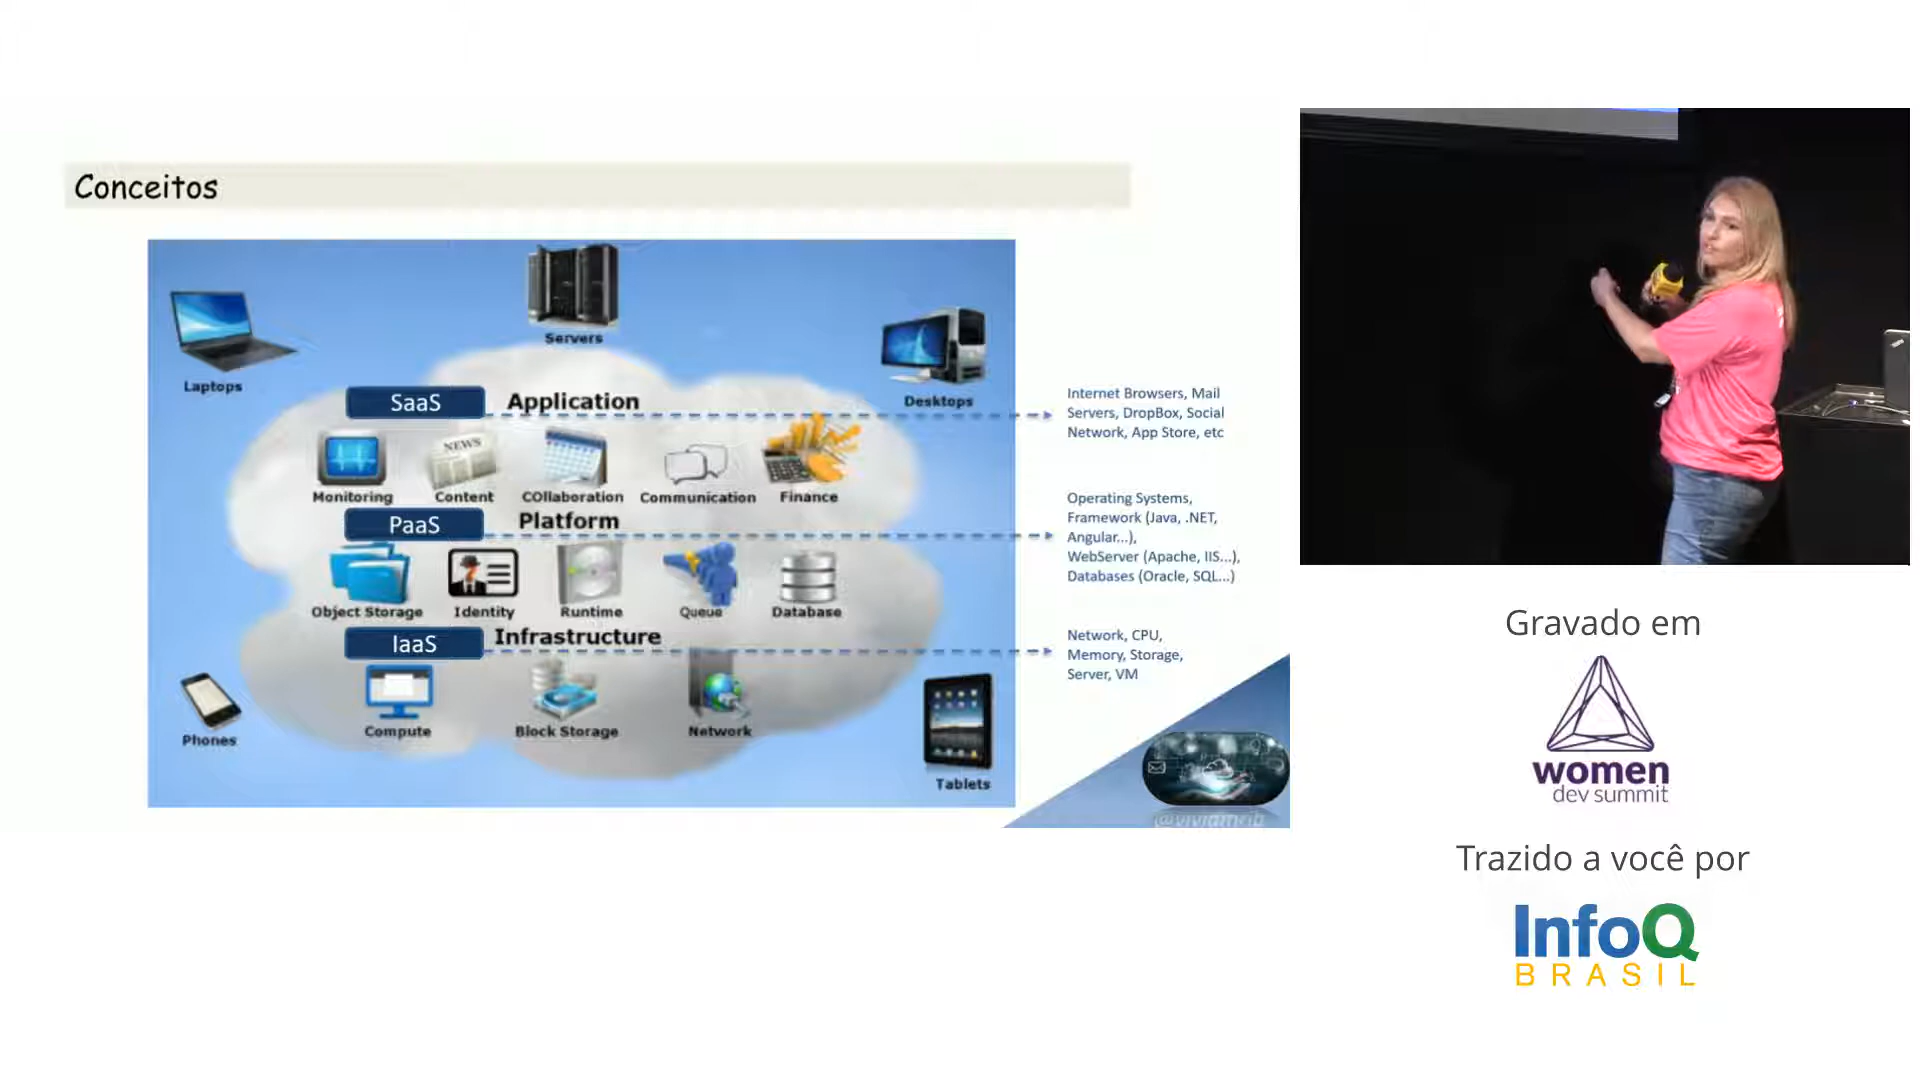 Conceitos
Servers
Laptops
Desktops
SaaS
Application
Internet Browsers, Mail
Servers, DropBox, Social
Network, App Store, etc
NEWS
Monitoring
Content
COllaboration
Communication
Finance
PaaS
Platform
Operating Systems,
Framework (Java, .NET,
Angular...),
WebServer (Apache, IIS...),
Databases (Oracle, SQL...)
Object Storage
Identity
Runtime
Queue
Database
IaaS
Infrastructure
Network, CPU,
Memory, Storage,
Server, VM
Compute
Block Storage
Network
Phones
Tablets
Gravado em
women
dev summit
Trazido a você por
InfoQ
BRASIL